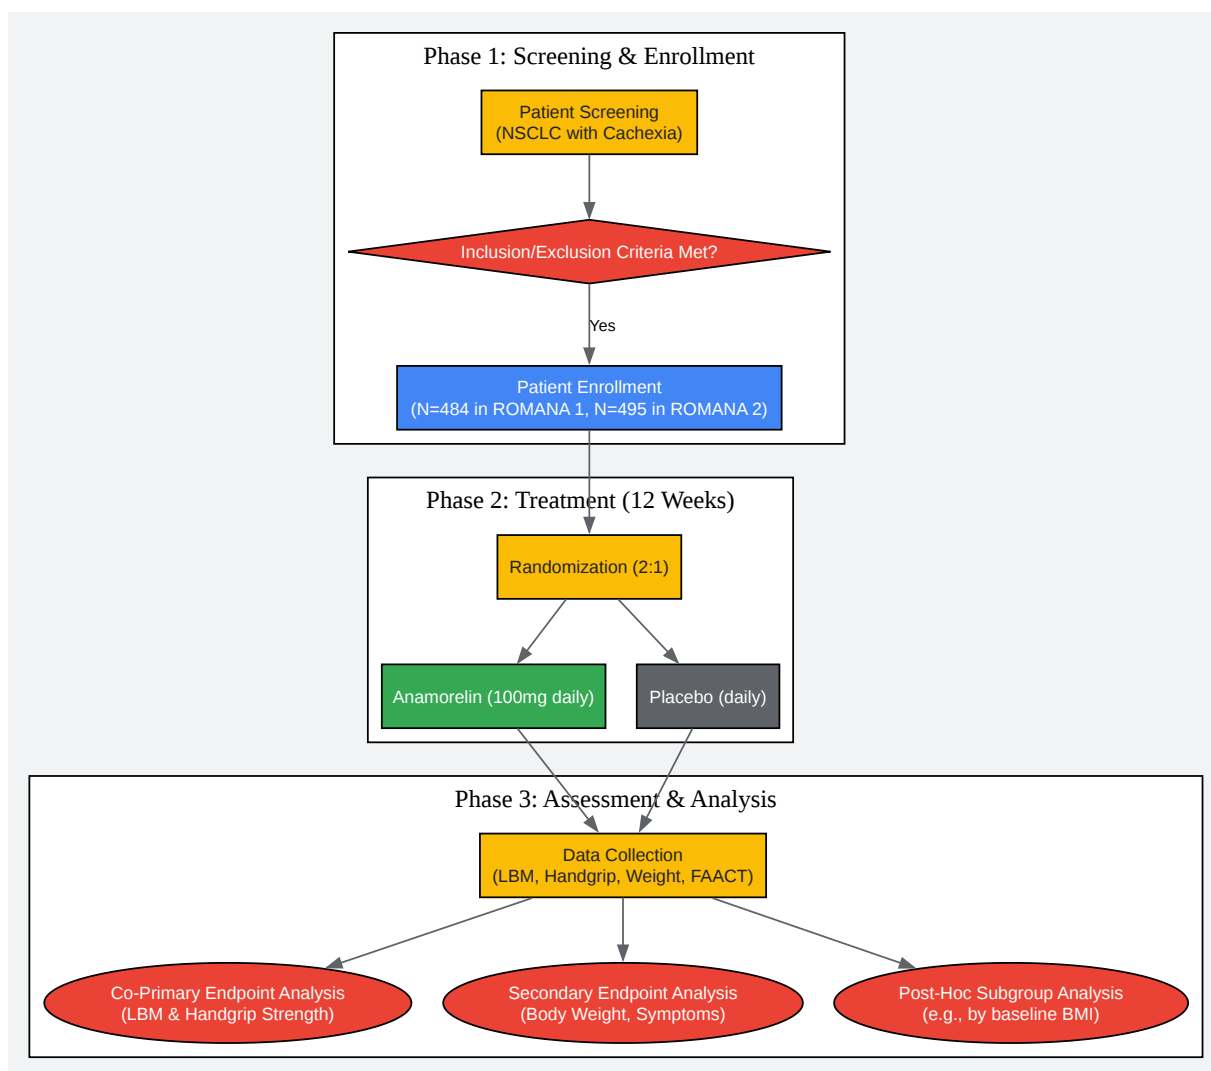 Phase 1: Screening & Enrollment
Patient Screening
(NSCLC with Cachexia)
Inclusion/Exclusion Criteria Met?
Yes
Patient Enrollment
(N=484 in ROMANA 1, N=495 in ROMANA 2)
Phase 2: Treatment (12 Weeks)
Randomization (2:1)
Anamorelin (100mg daily)
Placebo (daily)
Phase 3: Assessment & Analysis
Data Collection
(LBM, Handgrip, Weight, FAACT)
Co-Primary Endpoint Analysis
(LBM & Handgrip Strength)
Secondary Endpoint Analysis
(Body Weight, Symptoms)
Post-Hoc Subgroup Analysis
(e.g., by baseline BMI)